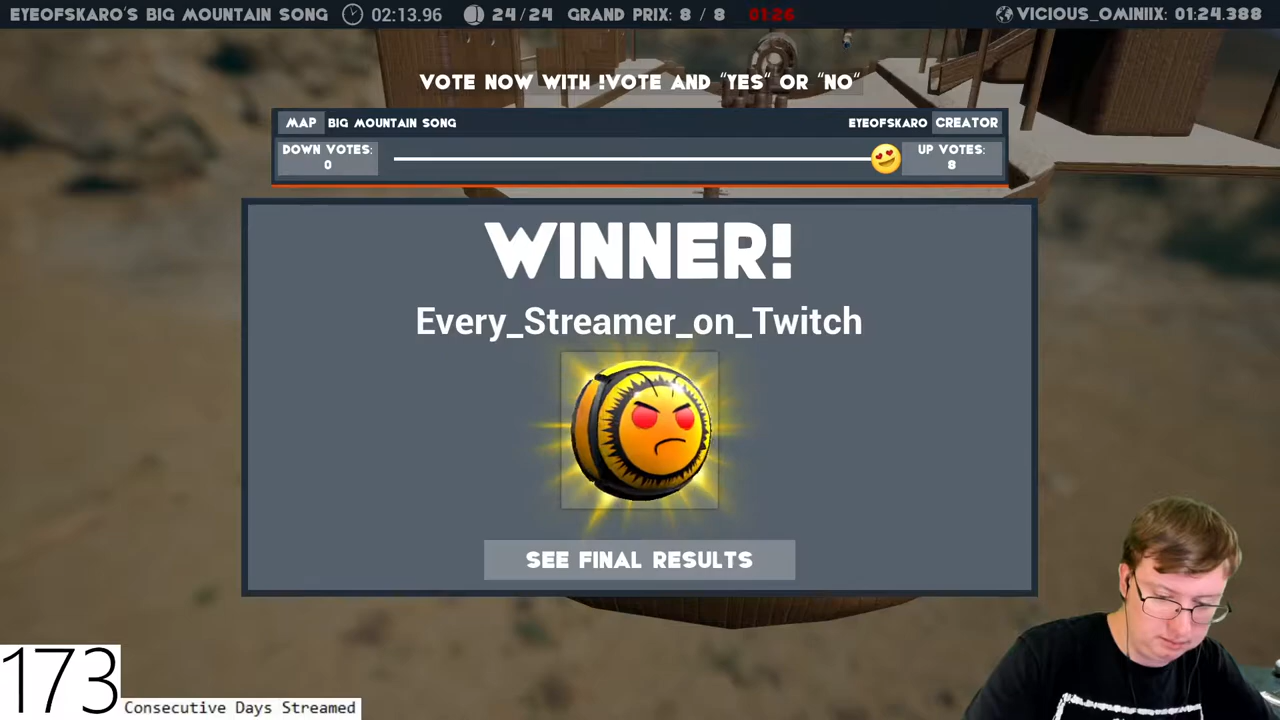 EYEOFSKARO'S BIG MOUNTAIN SONG 02:13.96 24/24 GRAND PRIX: 8 / 8 01:26 VICIOUS_OMINIIX: 01:24.388
VOTE NOW WITH !VOTE AND "YES" OR "NO"
MAP BIG MOUNTAIN SONG EYEOFSKARO CREATOR
DOWN VOTES: UP VOTES:
0 8
WINNER!
Every_Streamer_on_Twitch
SEE FINAL RESULTS
173 Consecutive Days Streamed